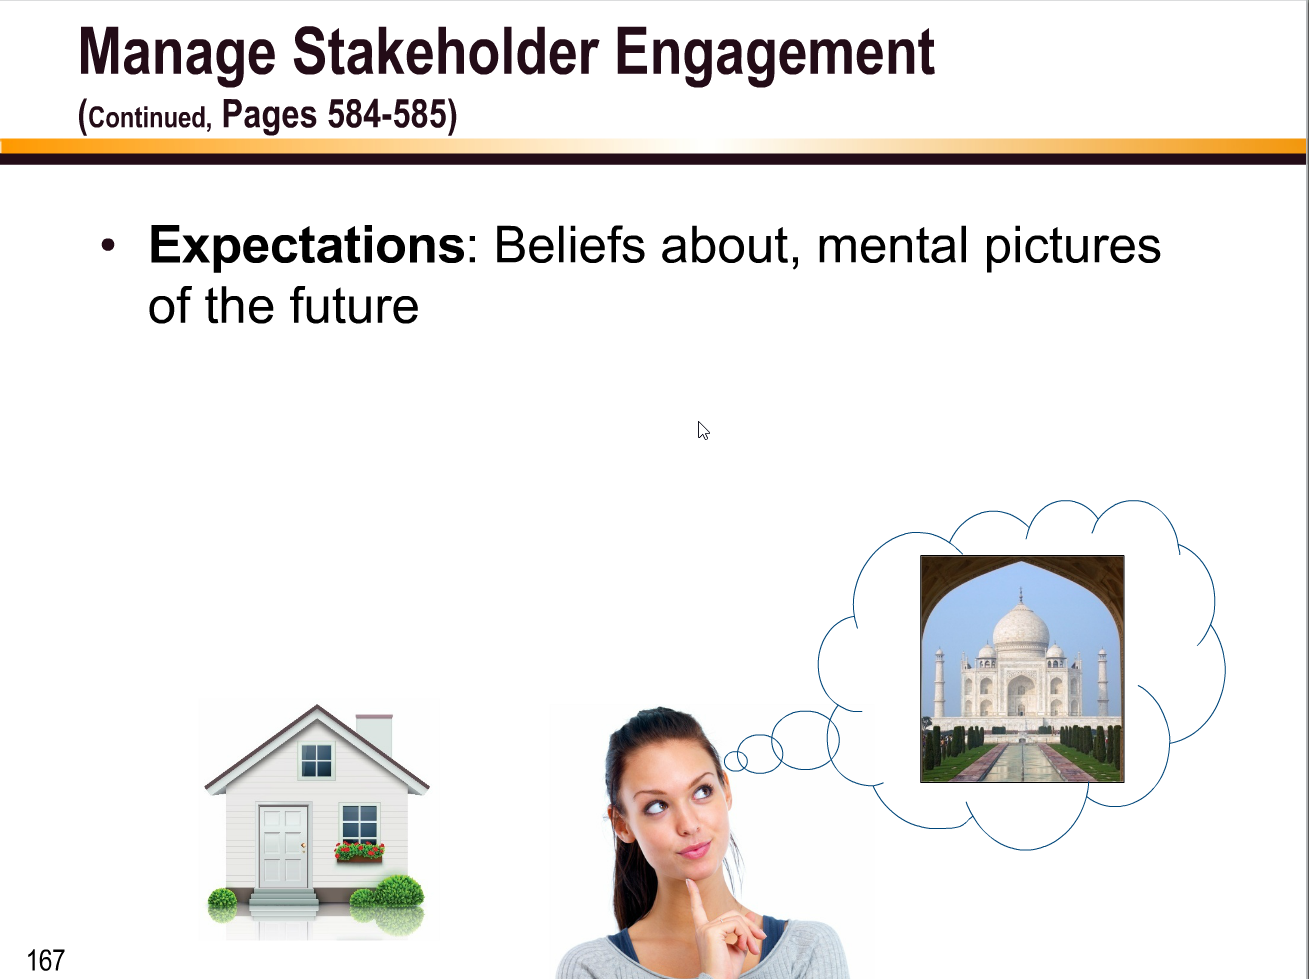 Manage Stakeholder Engagement
(Continued, Pages 584-585)
• Expectations: Beliefs about, mental pictures
of the future
167